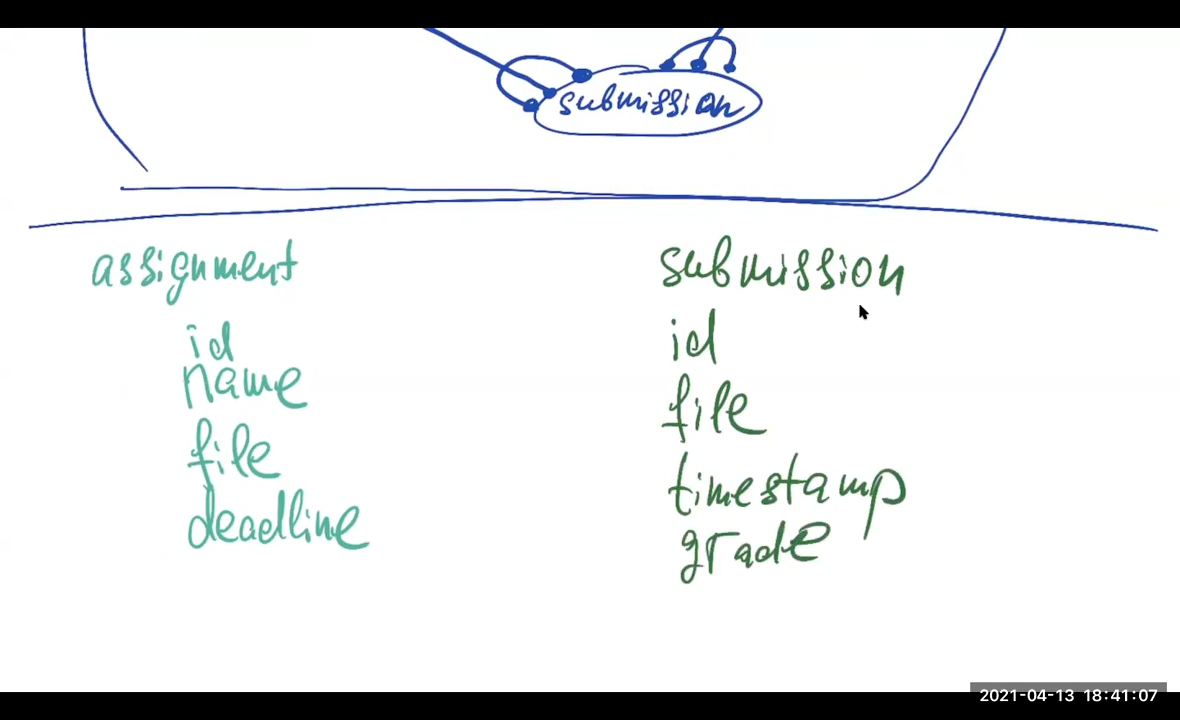 submission
assignment
id
name
file
deadline
submission
id
file
timestamp
grade
2021-04-13 18:41:07